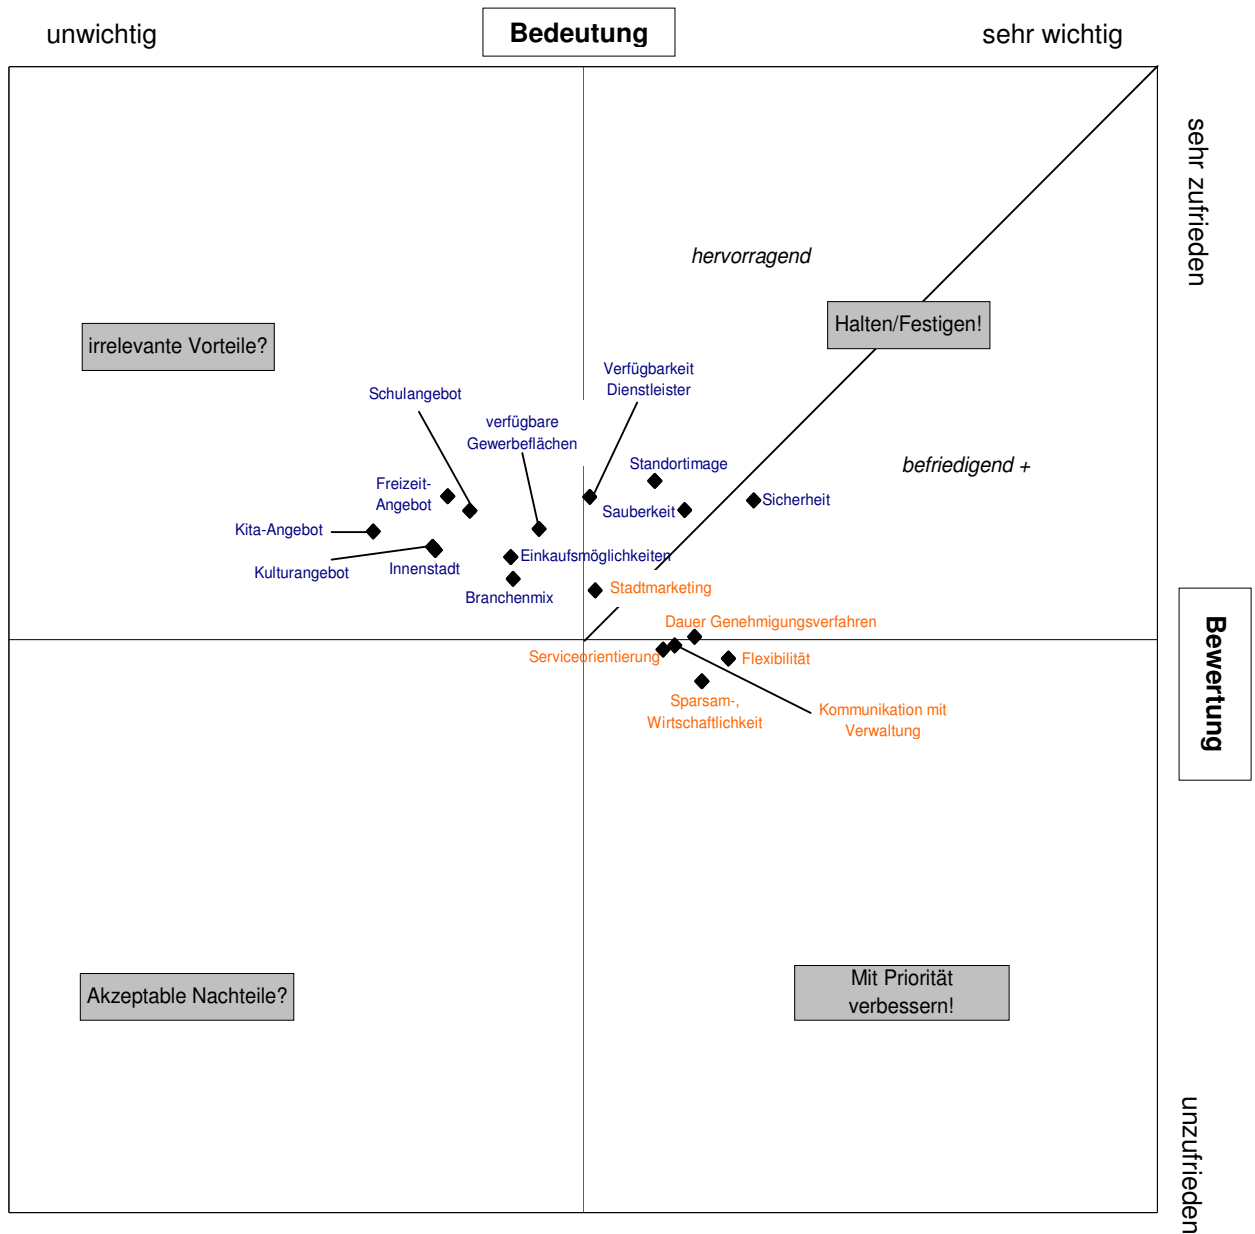 unwichtig
Bedeutung
sehr wichtig
sehr zufrieden
hervorragend
Halten/Festigen!
irrelevante Vorteile?
Verfügbarkeit
Dienstleister
Schulangebot
verfügbare
Gewerbeflächen
Standortimage
befriedigend +
Freizeit-
Angebot
Sauberkeit
Sicherheit
Kita-Angebot
Kulturangebot
Innenstadt
Einkaufsmöglichkeiten
Branchenmix
Stadtmarketing
Dauer Genehmigungsverfahren
Serviceorientierung
Flexibilität
Sparsam-,
Wirtschaftlichkeit
Kommunikation mit
Verwaltung
Bewertung
Akzeptable Nachteile?
Mit Priorität
verbessern!
unzufrieden